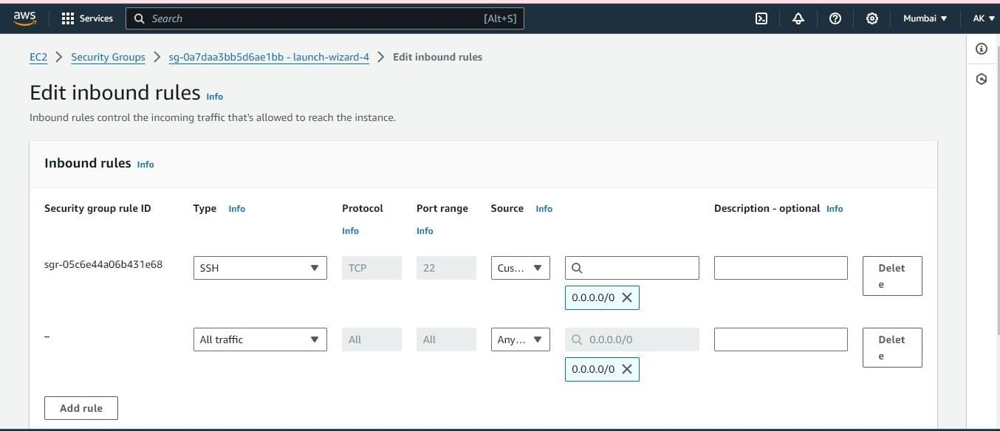 aws Services Search [Alt+S] Mumbai AK
EC2 Security Groups sg-0a7daa3bb5d6ae1bb - launch-wizard-4 Edit inbound rules
Edit inbound rules Info
Inbound rules control the incoming traffic that's allowed to reach the instance.
Inbound rules Info
Security group rule ID Type Info Protocol Port range Source Info Description - optional Info
Info Info
sgr-05c6e44a06b431e68 SSH TCP 22 Cus... Delet
e
0.0.0.0/0
– All traffic All All Any... 0.0.0.0/0 Delet
e
0.0.0.0/0
Add rule